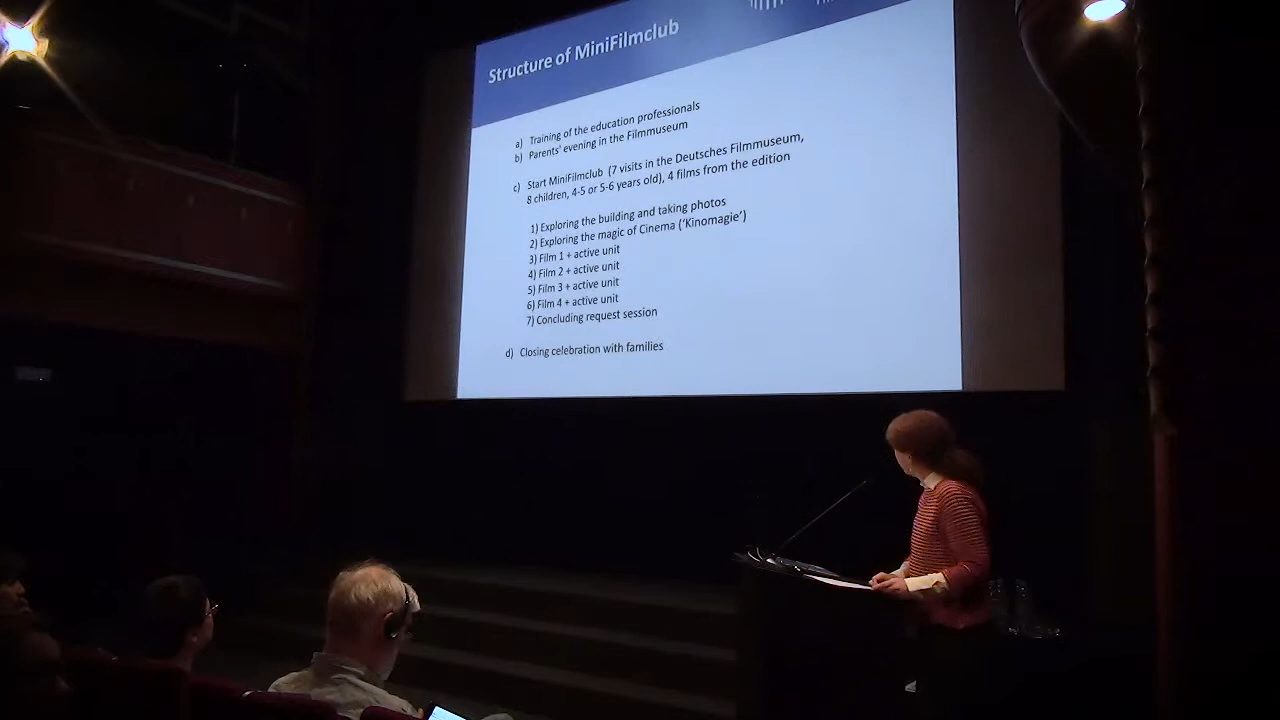 Structure of MiniFilmclub
a) Training of the education professionals
b) Parents' evening in the Filmmuseum
c) Start MiniFilmclub (7 visits in the Deutsches Filmmuseum,
8 children, 4-5 or 5-6 years old), 4 films from the edition
1) Exploring the building and taking photos
2) Exploring the magic of Cinema ('Kinomagie')
3) Film 1 + active unit
4) Film 2 + active unit
5) Film 3 + active unit
6) Film 4 + active unit
7) Concluding request session
d) Closing celebration with families